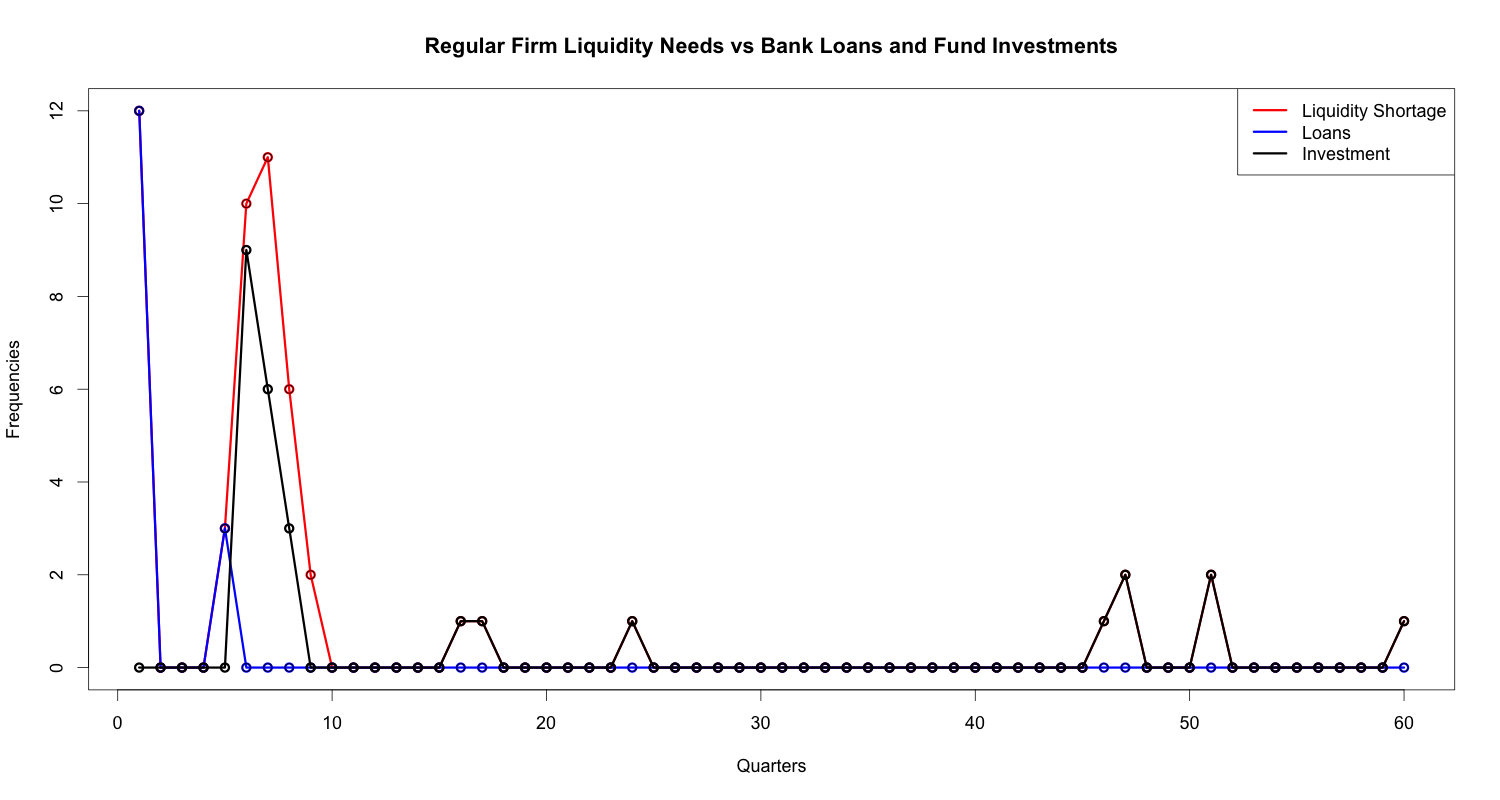 Regular Firm Liquidity Needs vs Bank Loans and Fund Investments
Liquidity Shortage
Loans
Investment
12
10
8
6
4
2
0
Frequencies
0 10 20 30 40 50 60
Quarters